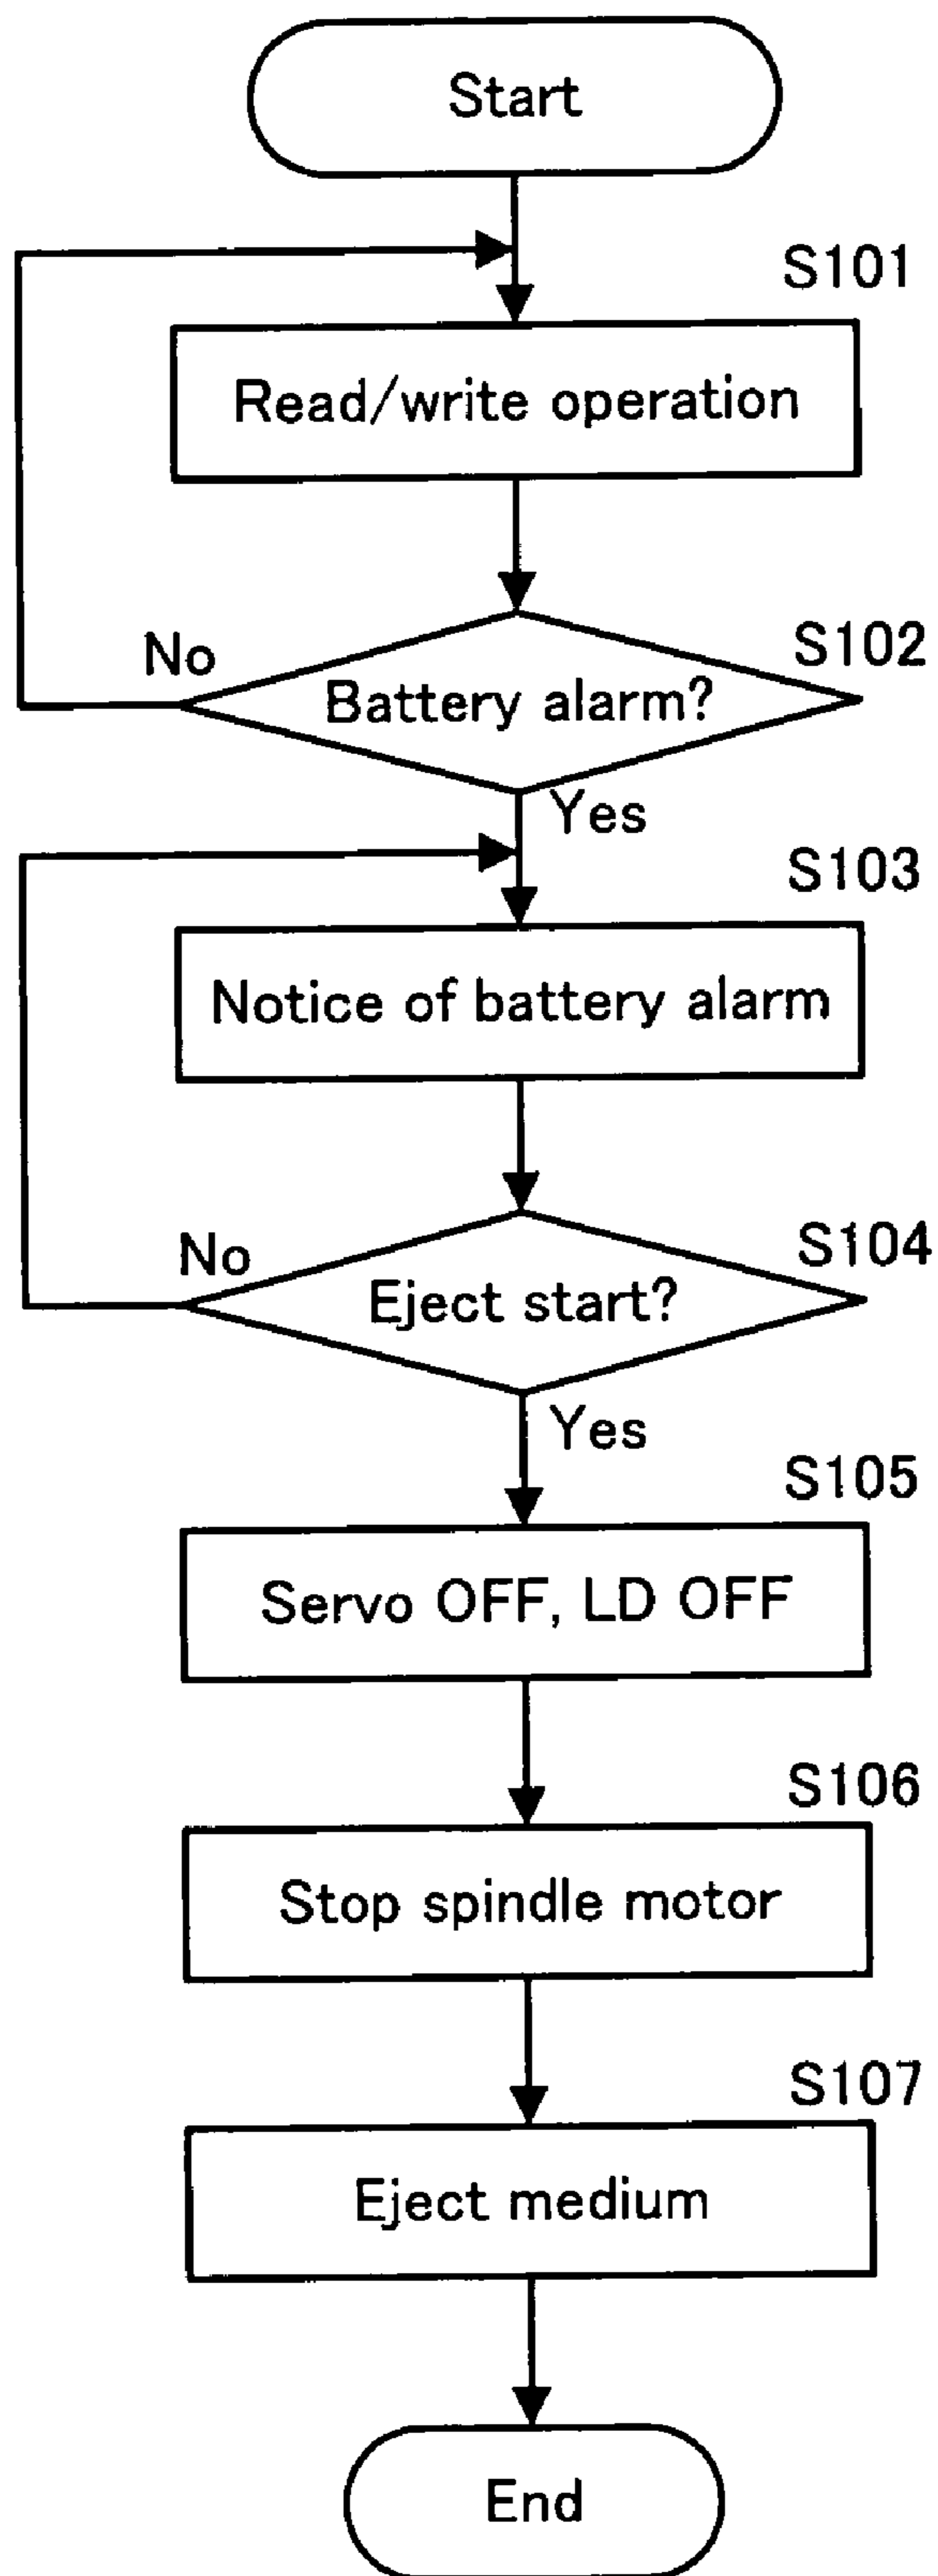 Start
S101
Read/write operation
No
S102
Battery alarm?
Yes
S103
Notice of battery alarm
No
S104
Eject start?
Yes
S105
Servo OFF, LD OFF
S106
Stop spindle motor
S107
Eject medium
End